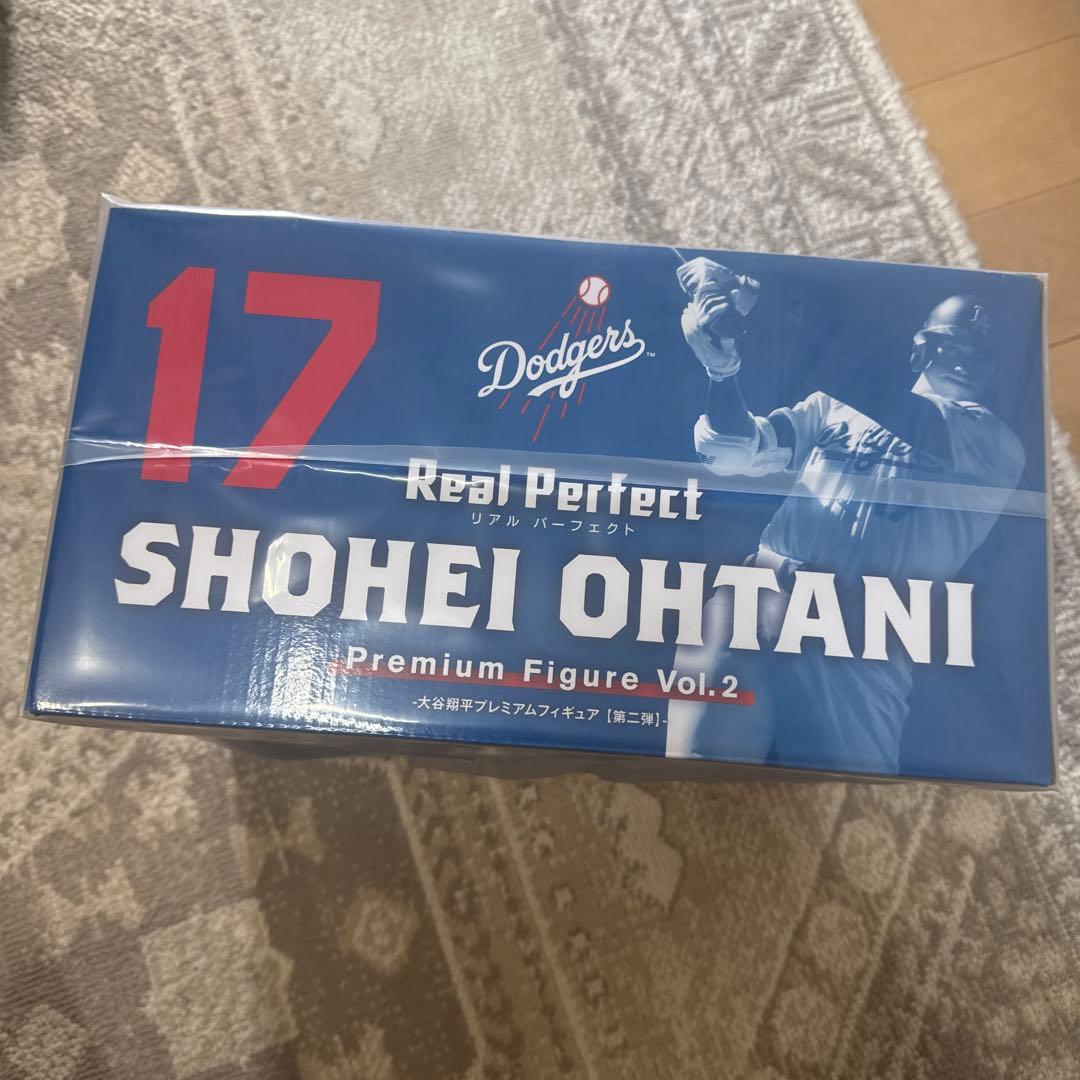 17
Dodgers™
Real Perfect
リアル パーフェクト
SHOHEI OHTANI
Premium Figure Vol.2
-大谷翔平プレミアムフィギュア【第二弾】-
Dodgers